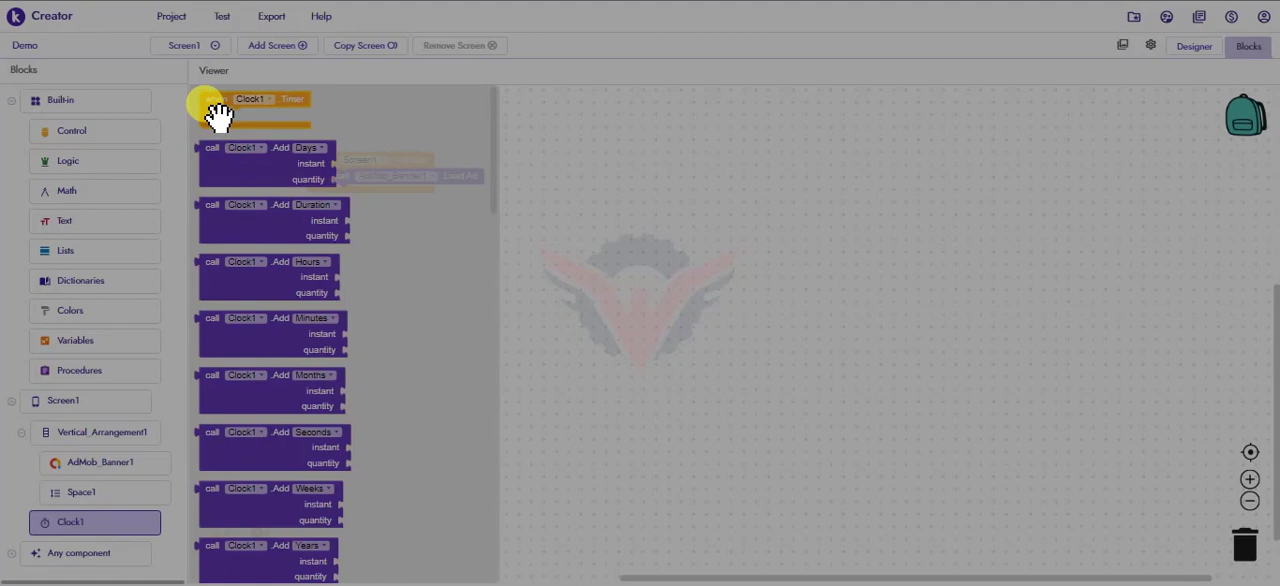 Creator
Project
Test
Export
Help
Demo
Screen1
Add Screen
Copy Screen
Remove Screen
Designer
Blocks
Blocks
Viewer
Built-in
Control
Logic
Math
Text
Lists
Dictionaries
Colors
Variables
Procedures
Screen1
Vertical_Arrangement1
AdMob_Banner1
Space1
Clock1
Any component
Clock1 .Timer
call Clock1 .Add Days
instant
quantity
Screen1
AdMob_Banner1 .Load Ad
call Clock1 .Add Duration
instant
quantity
call Clock1 .Add Hours
instant
quantity
call Clock1 .Add Minutes
instant
quantity
call Clock1 .Add Months
instant
quantity
call Clock1 .Add Seconds
instant
quantity
call Clock1 .Add Weeks
instant
quantity
call Clock1 .Add Years
instant
quantity